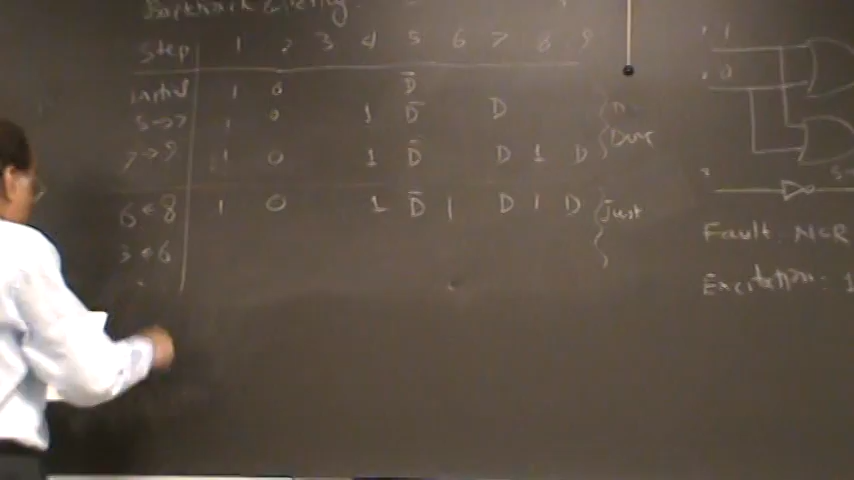 Step 1 2 3 4 5 6 7 8 9
initial 1 0 D̄
5→7 1 0 1 D̄ D
7→9 1 0 1 D̄ D 1 D
6←8 1 0 1 D̄ 1 D 1 D Just
3←6
1
0
Fault: NCR
Excitation: 1